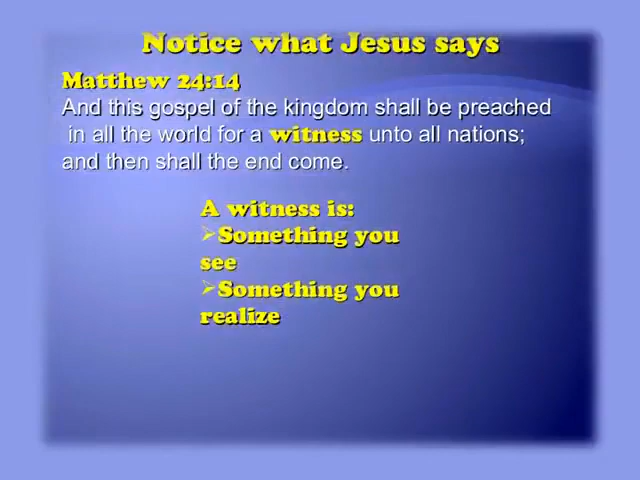 Notice what Jesus says
Matthew 24:14
And this gospel of the kingdom shall be preached
in all the world for a witness unto all nations;
and then shall the end come.
A witness is:
➢Something you
see
➢Something you
realize